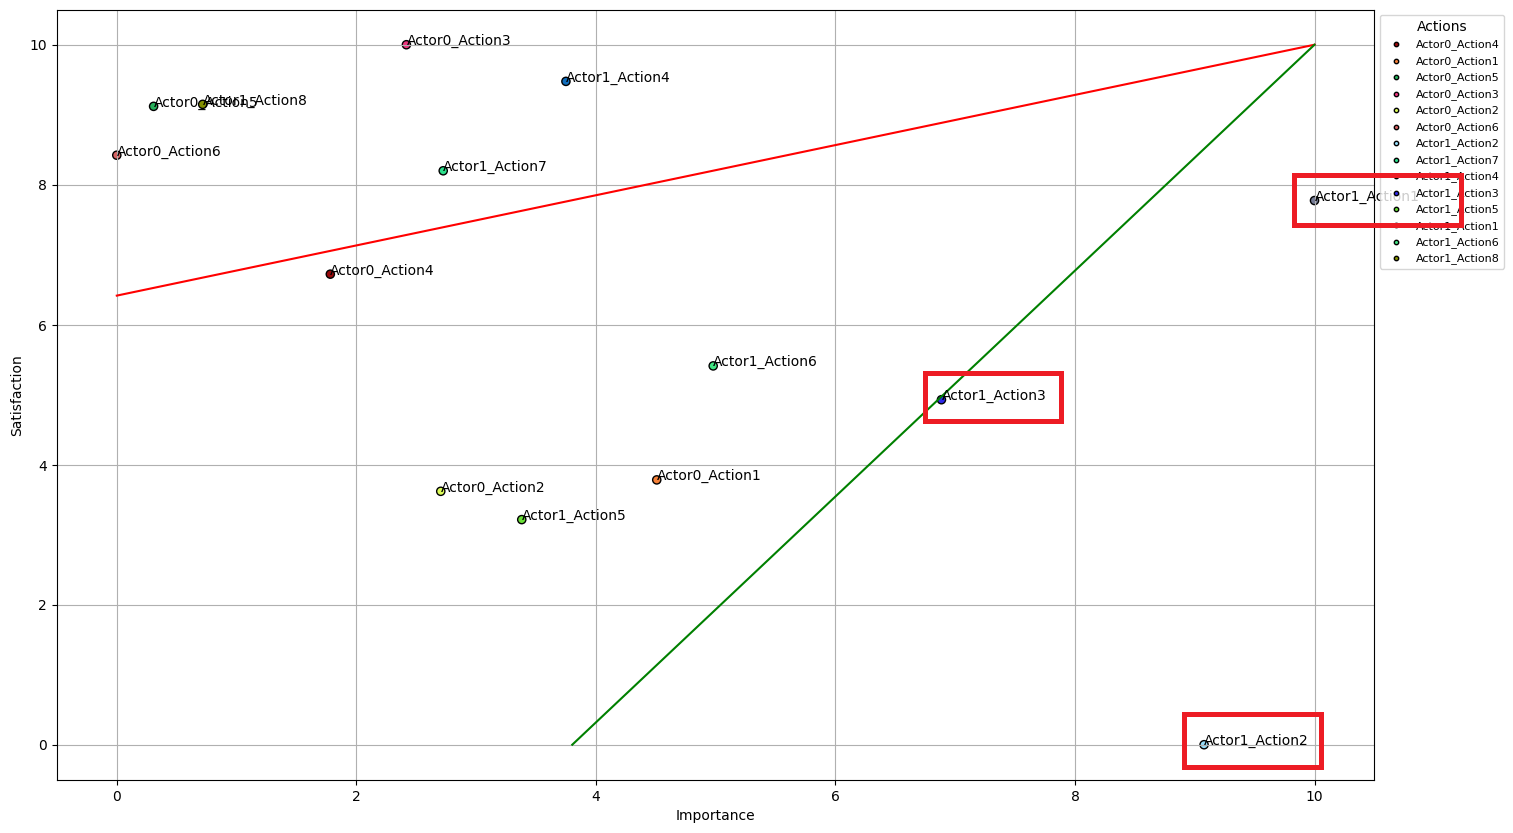 Actions
Actor0_Action4
Actor0_Action1
Actor0_Action5
Actor0_Action3
Actor0_Action2
Actor0_Action6
Actor1_Action2
Actor1_Action7
Actor1_Action4
Actor1_Action3
Actor1_Action5
Actor1_Action1
Actor1_Action6
Actor1_Action8
Actor0_Action3
Actor1_Action4
Actor0_Action5
Actor1_Action8
Actor0_Action6
Actor1_Action7
Actor1_Action1
Actor0_Action4
Actor1_Action6
Actor1_Action3
Actor0_Action1
Actor0_Action2
Actor1_Action5
Actor1_Action2
10
8
6
4
2
0
Satisfaction
0 2 4 6 8 10
Importance